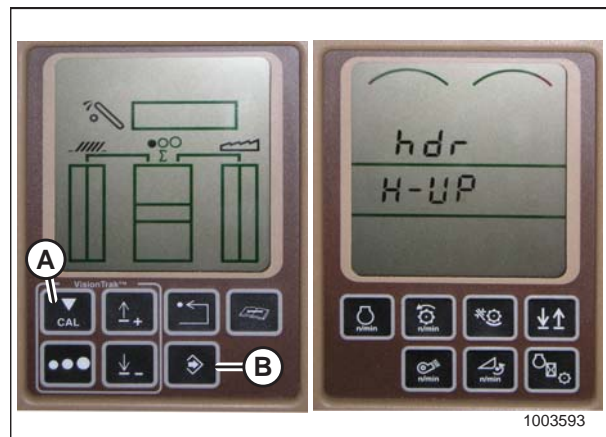 hdr
H-UP
A
VisionTrak™
CAL
+
-
B
n/min
n/min
n/min
n/min
1003593